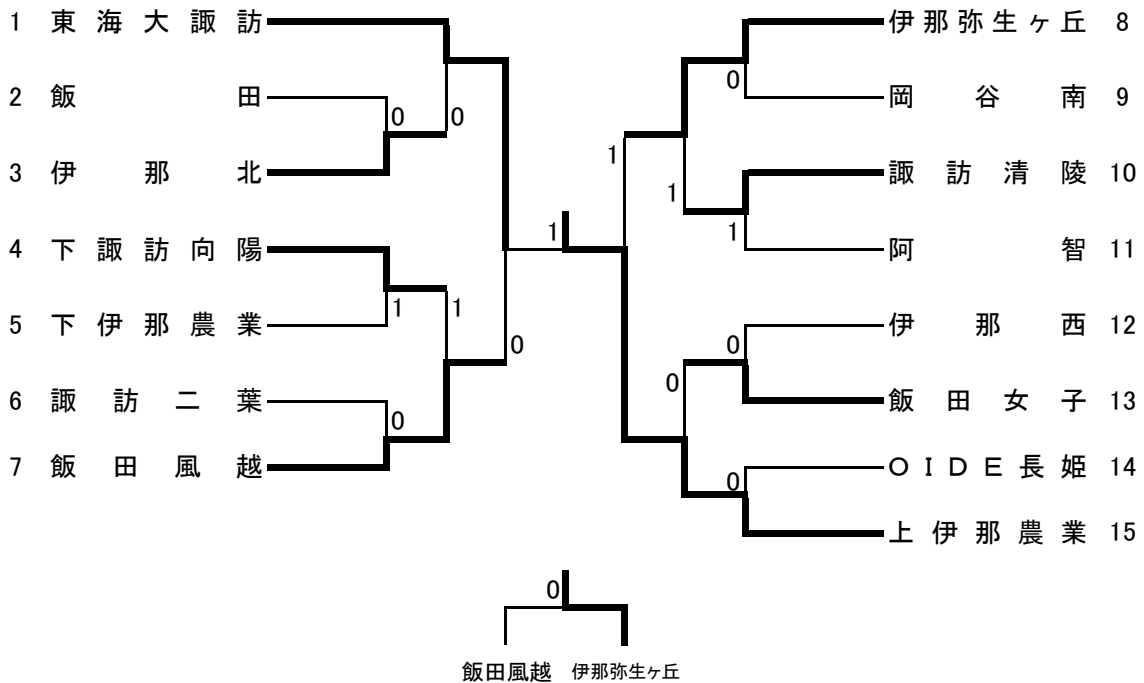 1 東海大諏訪
2 飯田
3 伊那北
4 下諏訪向陽
5 下伊那農業
6 諏訪二葉
7 飯田風越
0
0
1
1
0
0
1
伊那弥生ヶ丘 8
岡谷南 9
諏訪清陵 10
阿智 11
伊那西 12
飯田女子 13
OIDE長姫 14
上伊那農業 15
0
1
1
1
0
0
0
0
飯田風越 伊那弥生ヶ丘